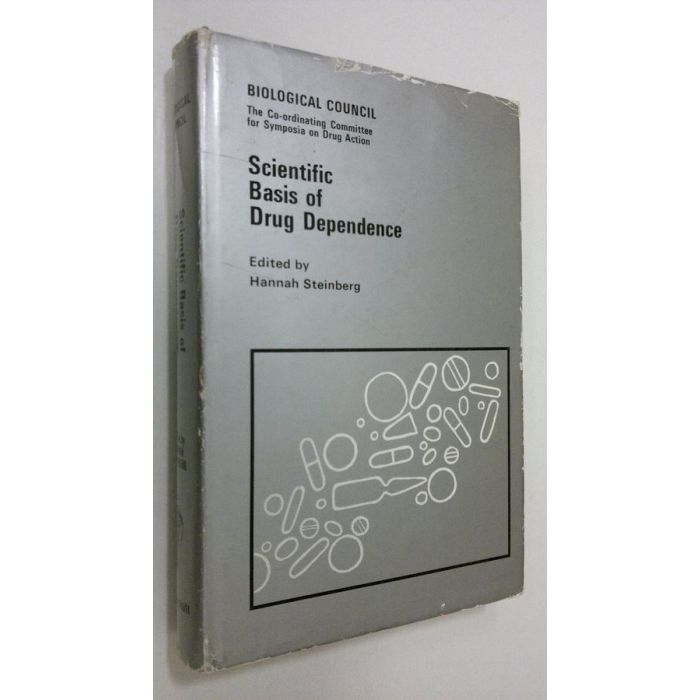 BIOLOGICAL COUNCIL
The Co-ordinating Committee
for Symposia on Drug Action
Scientific
Basis of
Drug Dependence
Edited by
Hannah Steinberg
Scientific Basis of